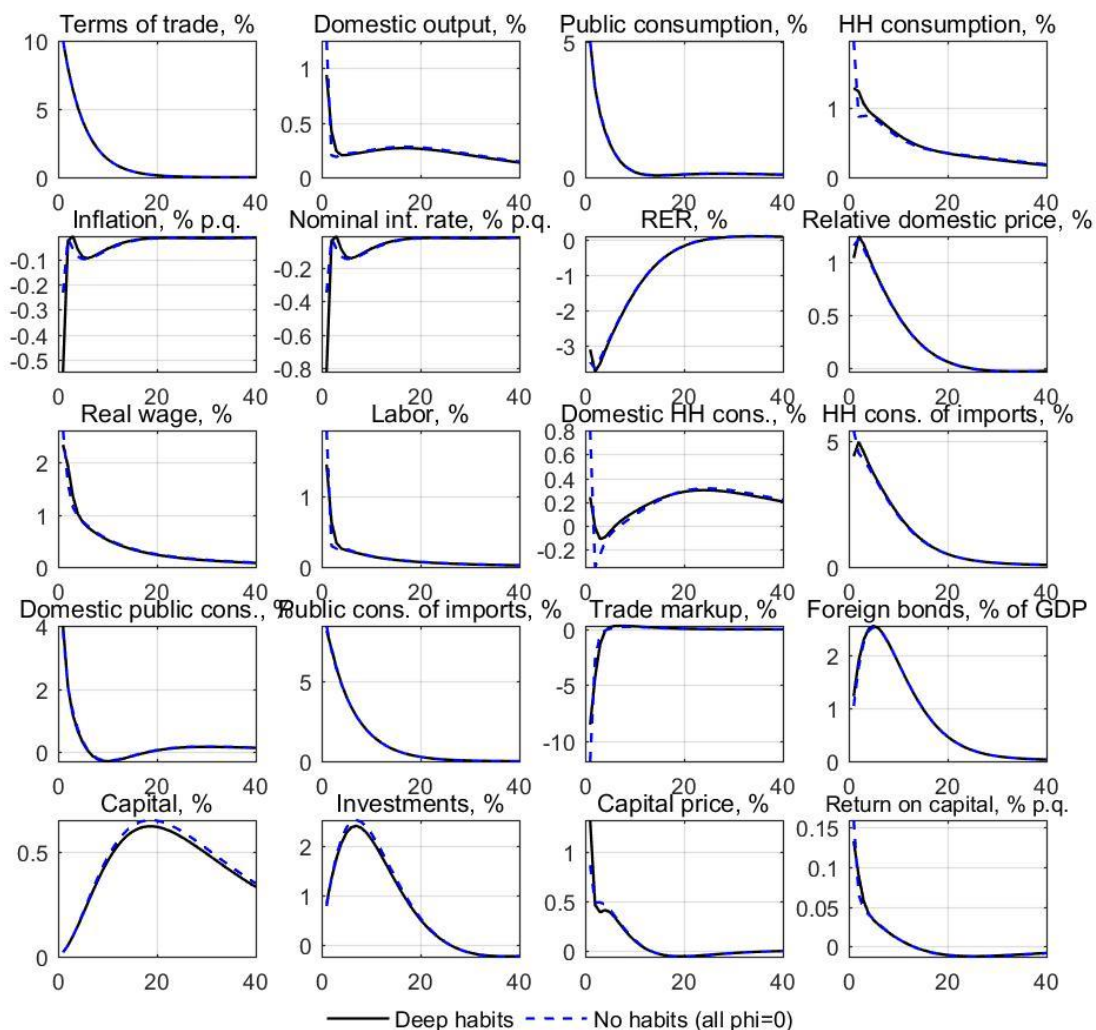 Terms of trade, % Domestic output, % Public consumption, % HH consumption, %
10 5 0
1 0.5 0
5 0
1 0
0 20 40 0 20 40 0 20 40 0 20 40
Inflation, % p.q. Nominal int. rate, % p.q. RER, % Relative domestic price, %
-0.1 -0.2 -0.3 -0.4 -0.5
-0.2 -0.4 -0.6 -0.8
0 -1 -2 -3
1 0.5 0
0 20 40 0 20 40 0 20 40 0 20 40
Real wage, % Labor, % Domestic HH cons., % HH cons. of imports, %
2 1 0
1 0
0.8 0.6 0.4 0.2 0 -0.2
5 0
0 20 40 0 20 40 0 20 40 0 20 40
Domestic public cons., % Public cons. of imports, % Trade markup, % Foreign bonds, % of GDP
4 2 0
5 0
0 -5 -10
2 1 0
0 20 40 0 20 40 0 20 40 0 20 40
Capital, % Investments, % Capital price, % Return on capital, % p.q.
0.5 0
2 1 0
1 0.5 0
0.15 0.1 0.05 0
0 20 40 0 20 40 0 20 40 0 20 40
Deep habits No habits (all phi=0)